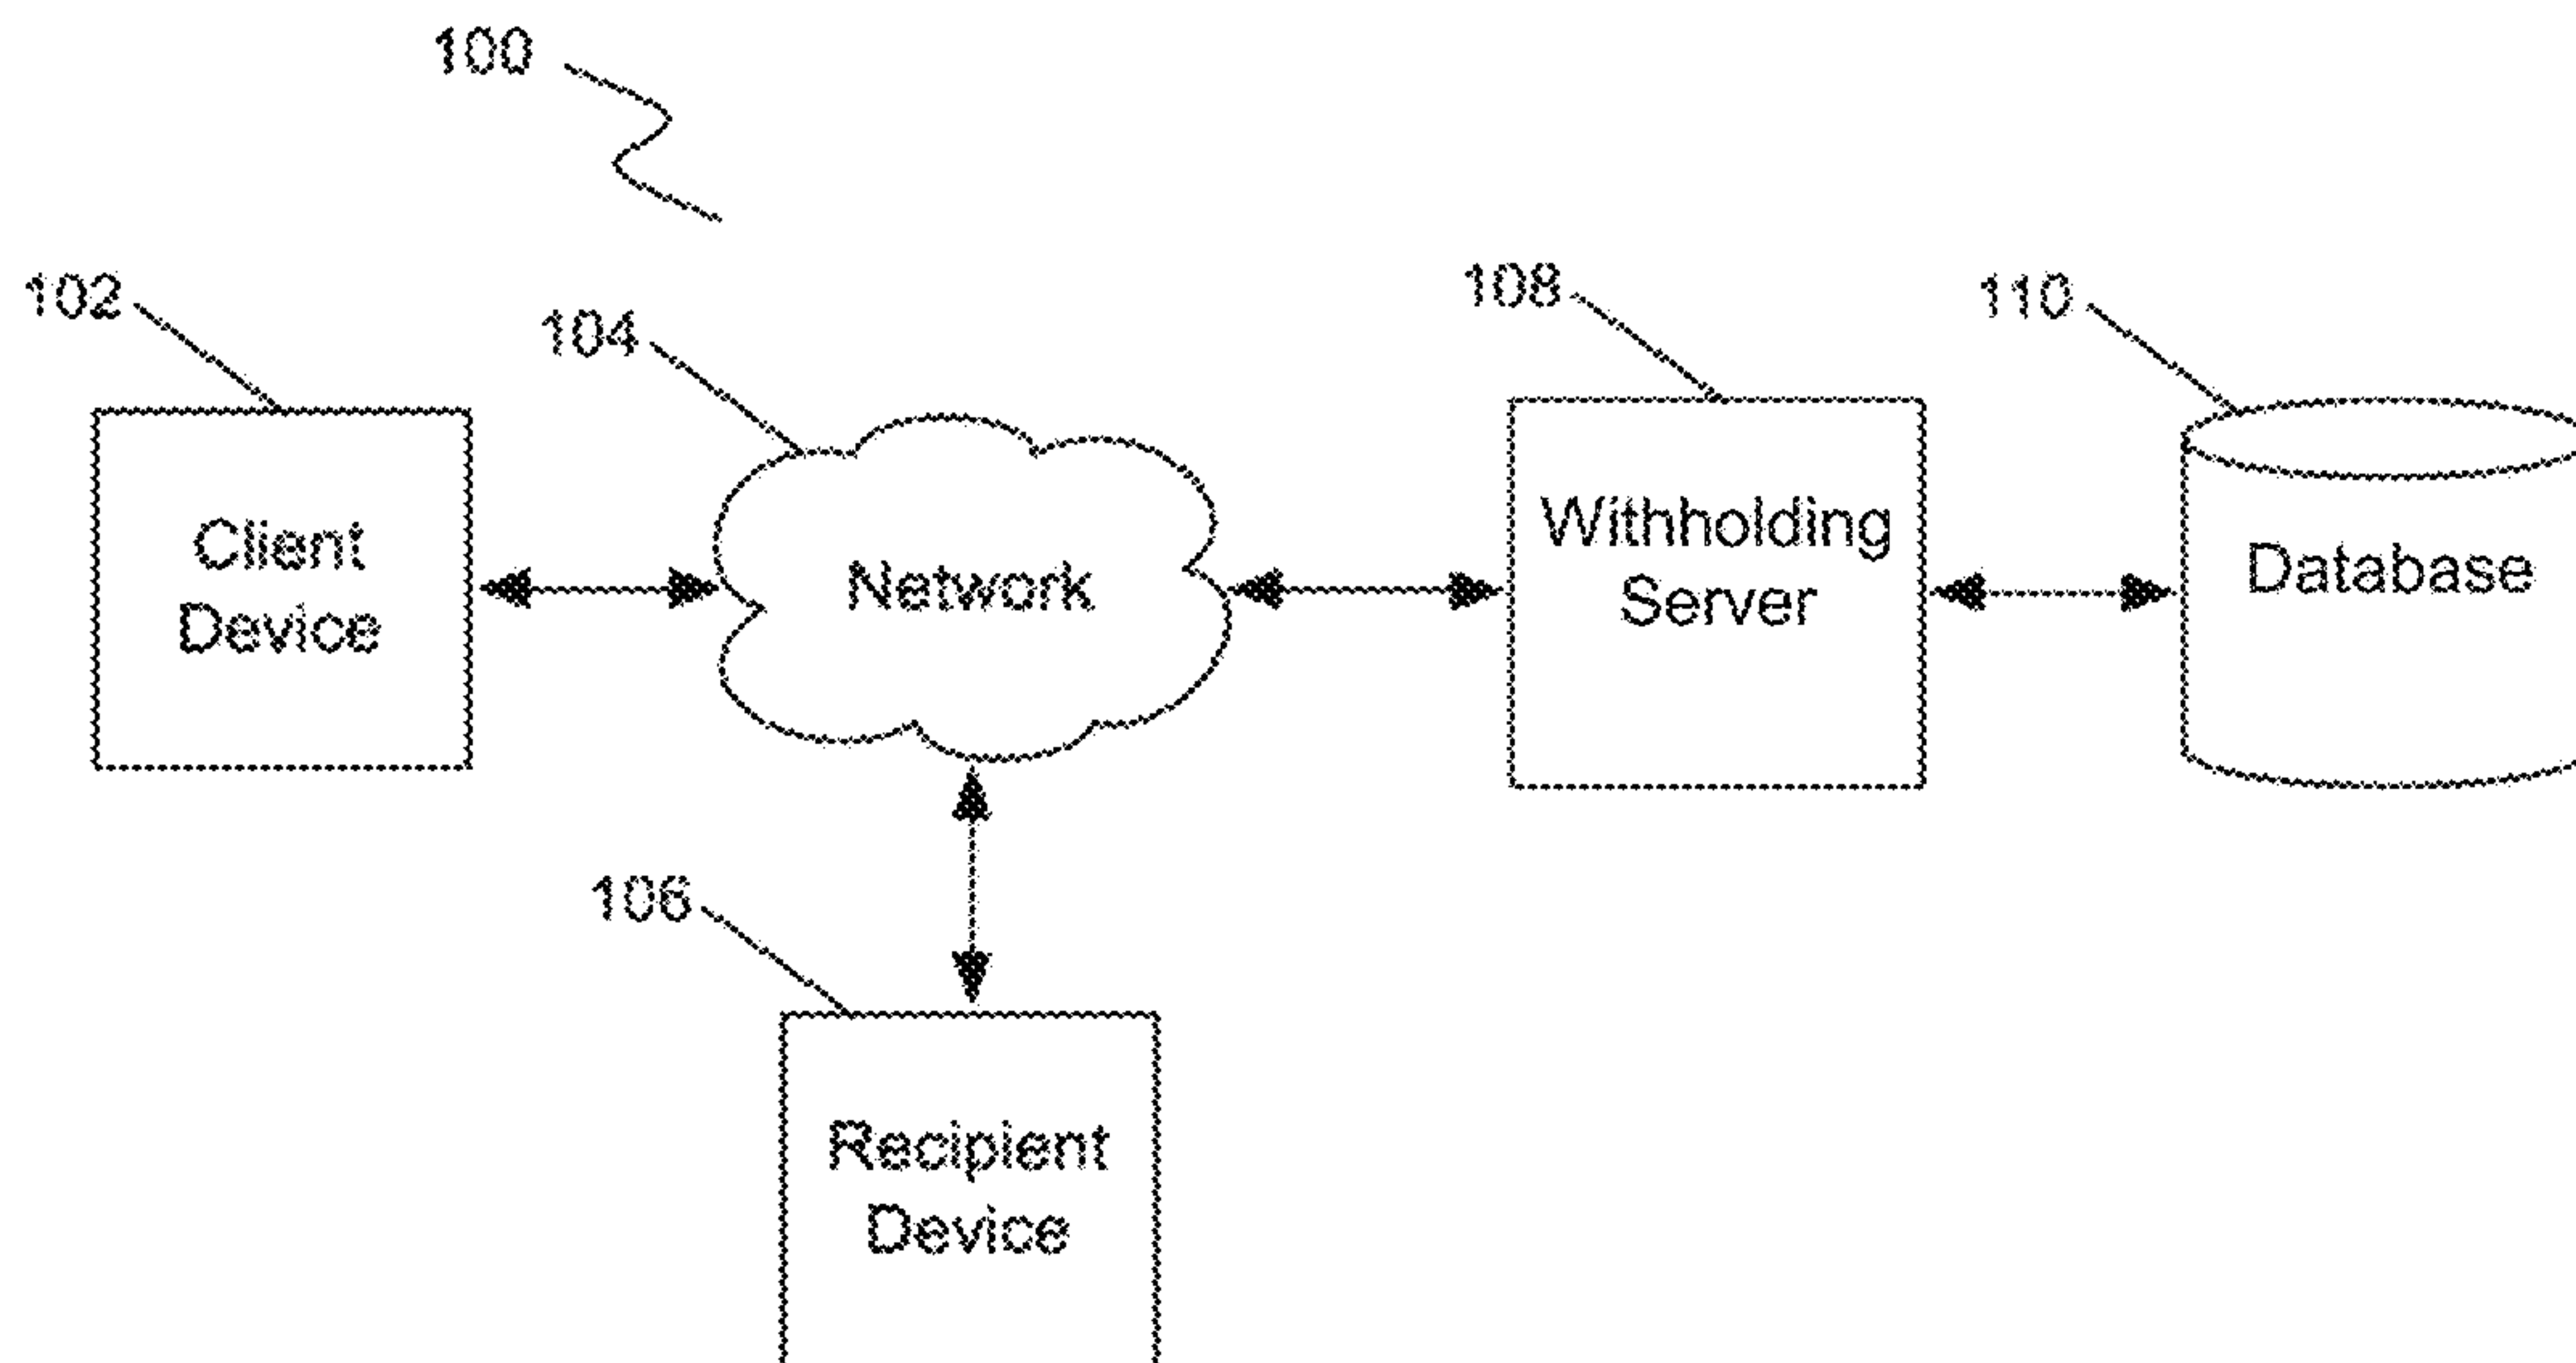 100
102
104
108
110
Client
Device
Network
Withholding
Server
Database
106
Recipient
Device